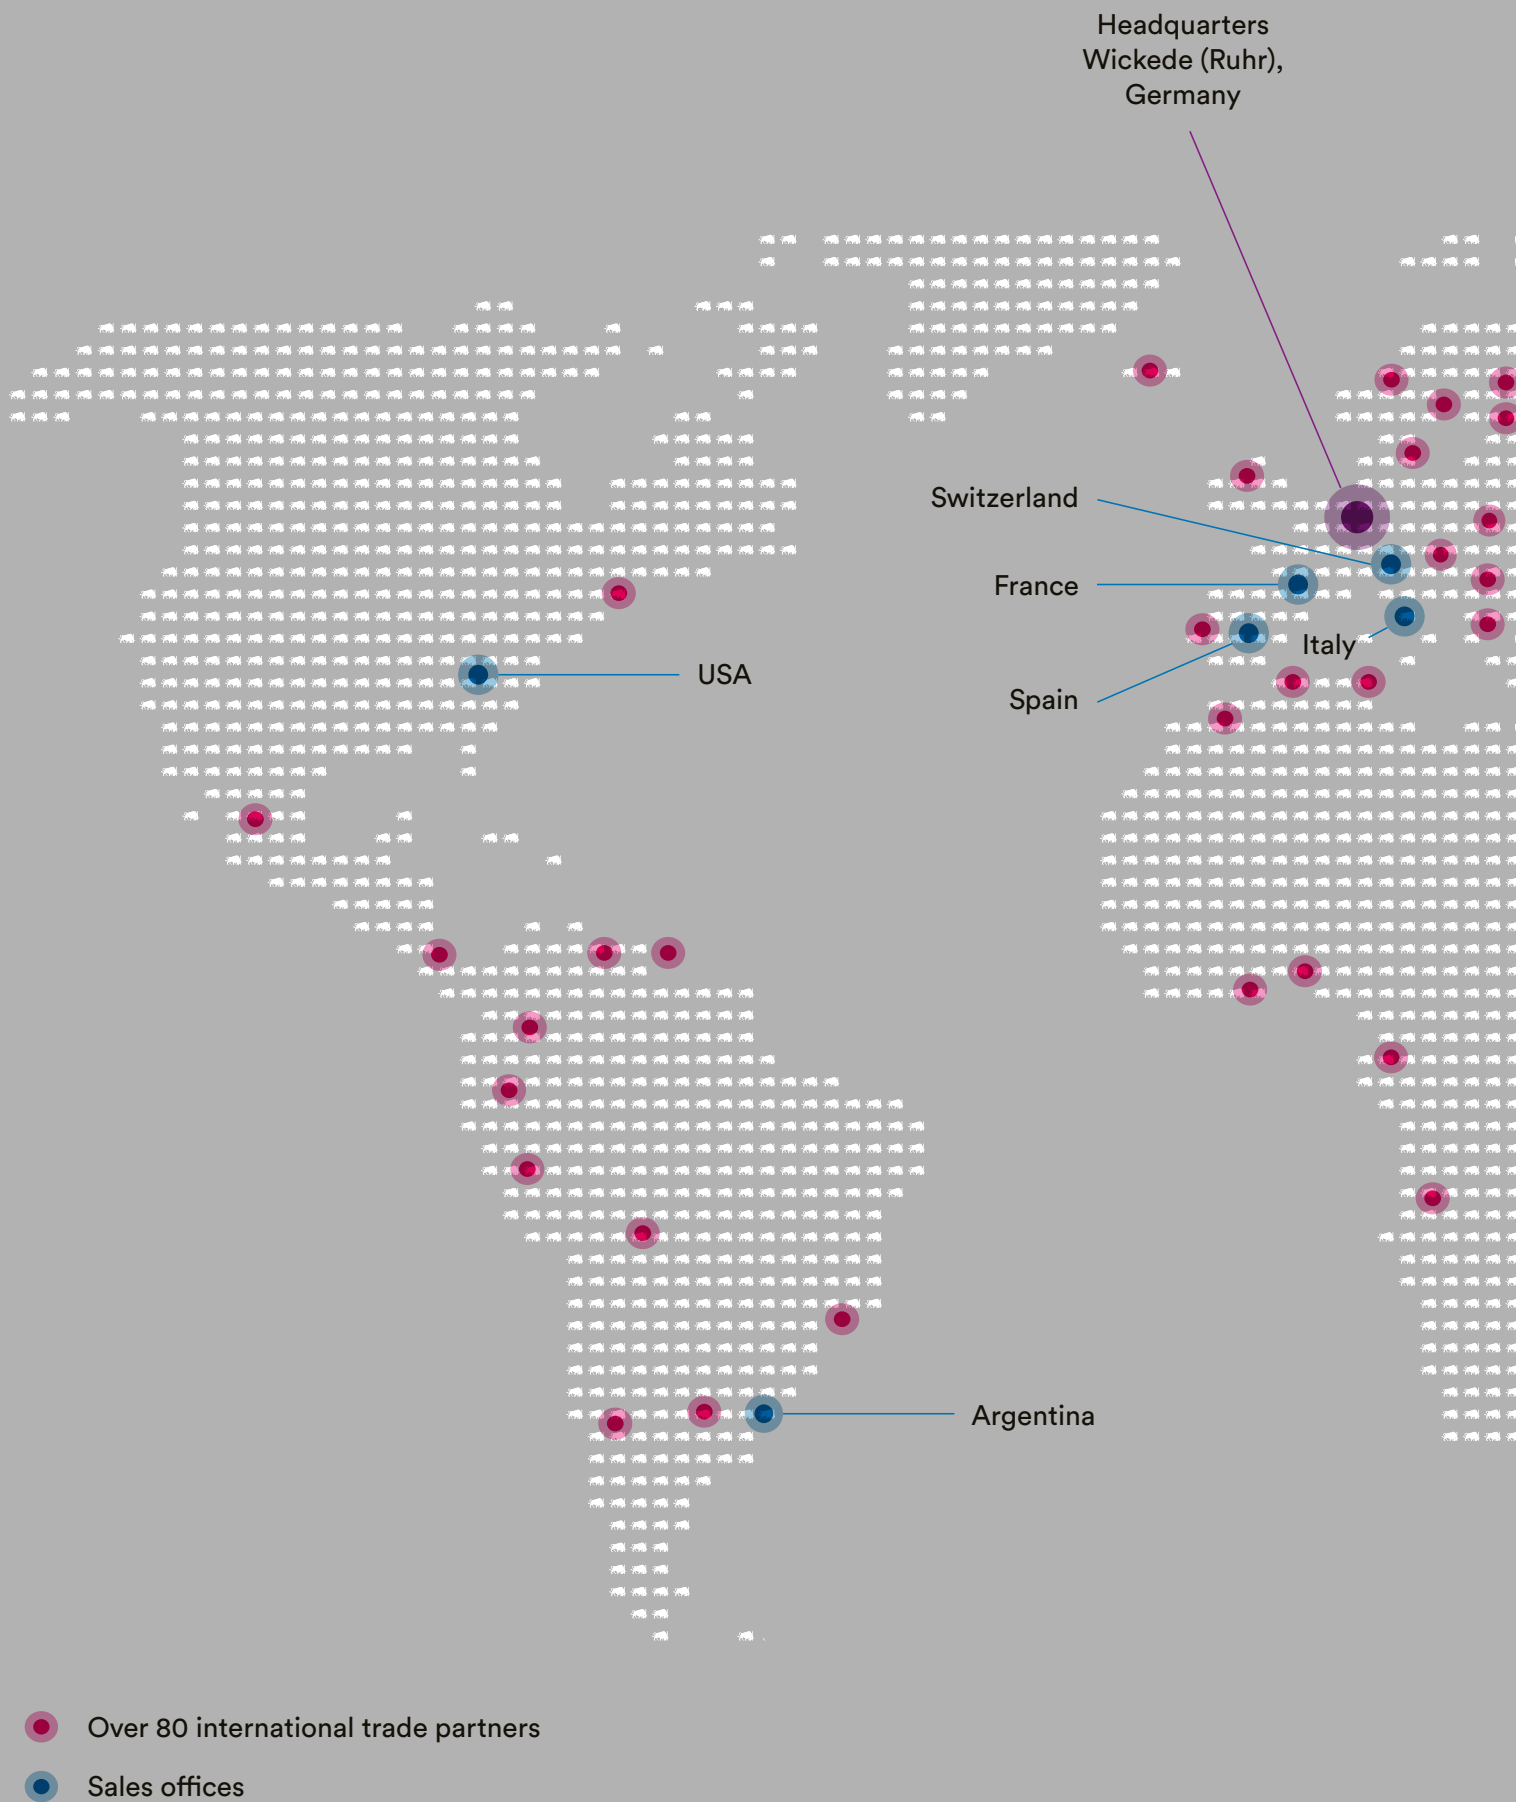 Headquarters
Wickede (Ruhr),
Germany
Switzerland
France
Italy
USA
Spain
Argentina
Over 80 international trade partners
Sales offices